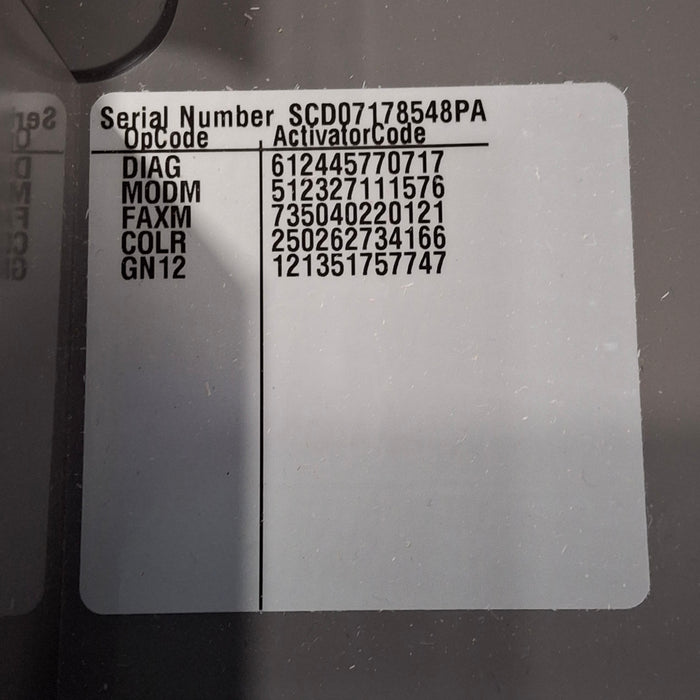 Serial Number SCD07178548PA
OpCode ActivatorCode
DIAG 612445770717
MODM 512327111576
FAXM 735040220121
COLR 250262734166
GN12 121351757747